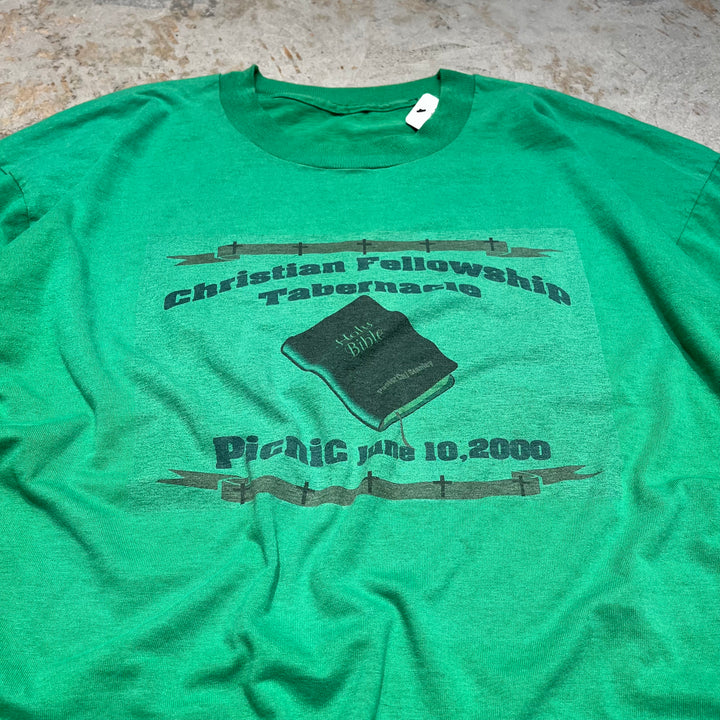 Christian Fellowship
Tabernacle
Holy
Bible
Picnic June 10, 2000